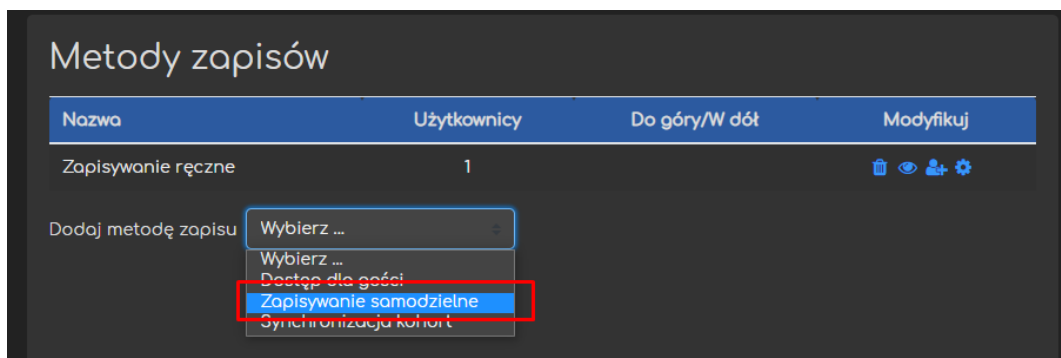 Metody zapisów
Nazwa Użytkownicy Do góry/W dół Modyfikuj
Zapisywanie ręczne 1
Dodaj metodę zapisu Wybierz ...
Wybierz ...
Dostęp dla gości
Zapisywanie samodzielne
Synchronizacja kohort